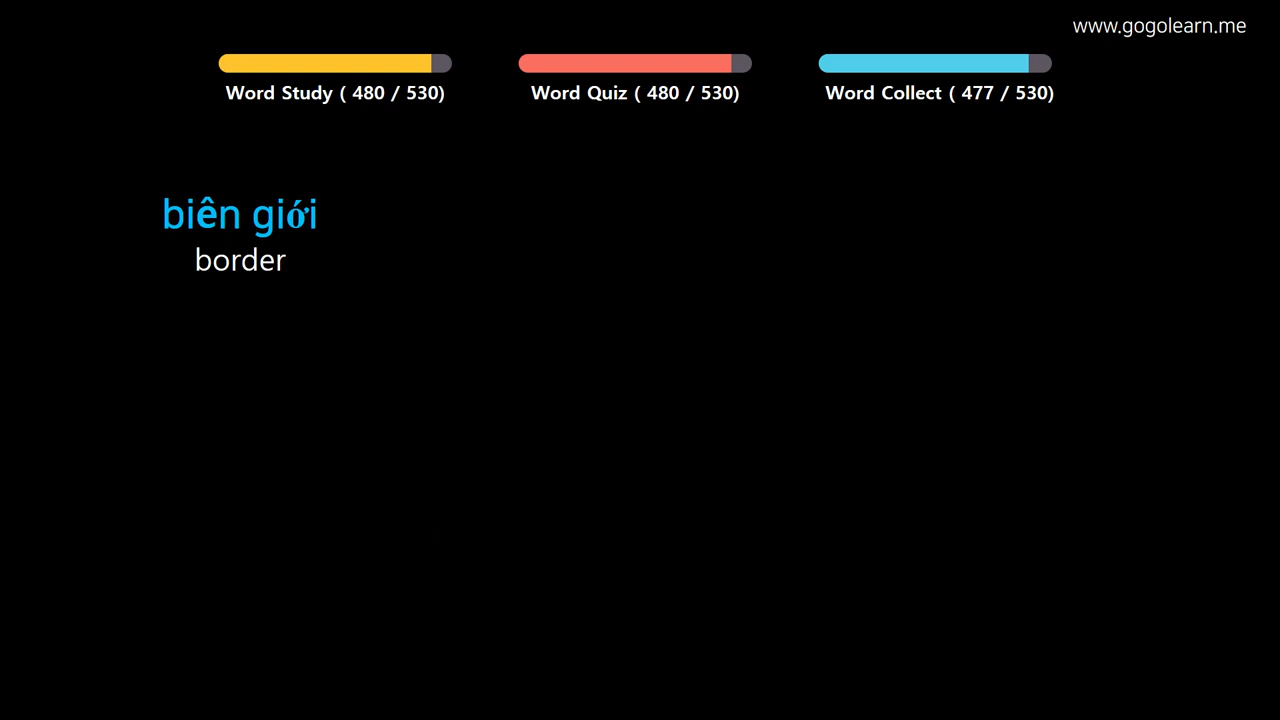 www.gogolearn.me
Word Study ( 480 / 530)
Word Quiz ( 480 / 530)
Word Collect ( 477 / 530)
biên giới
border